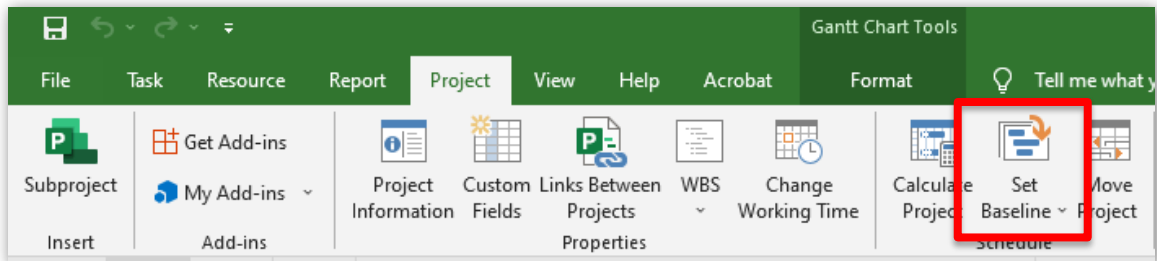 Gantt Chart Tools
File Task Resource Report Project View Help Acrobat Format Tell me what y
Subproject
Get Add-ins
My Add-ins
Project Information
Custom Fields
Links Between Projects
WBS
Change Working Time
Calculate Project
Set Baseline
Move Project
Insert Add-ins Properties Schedule